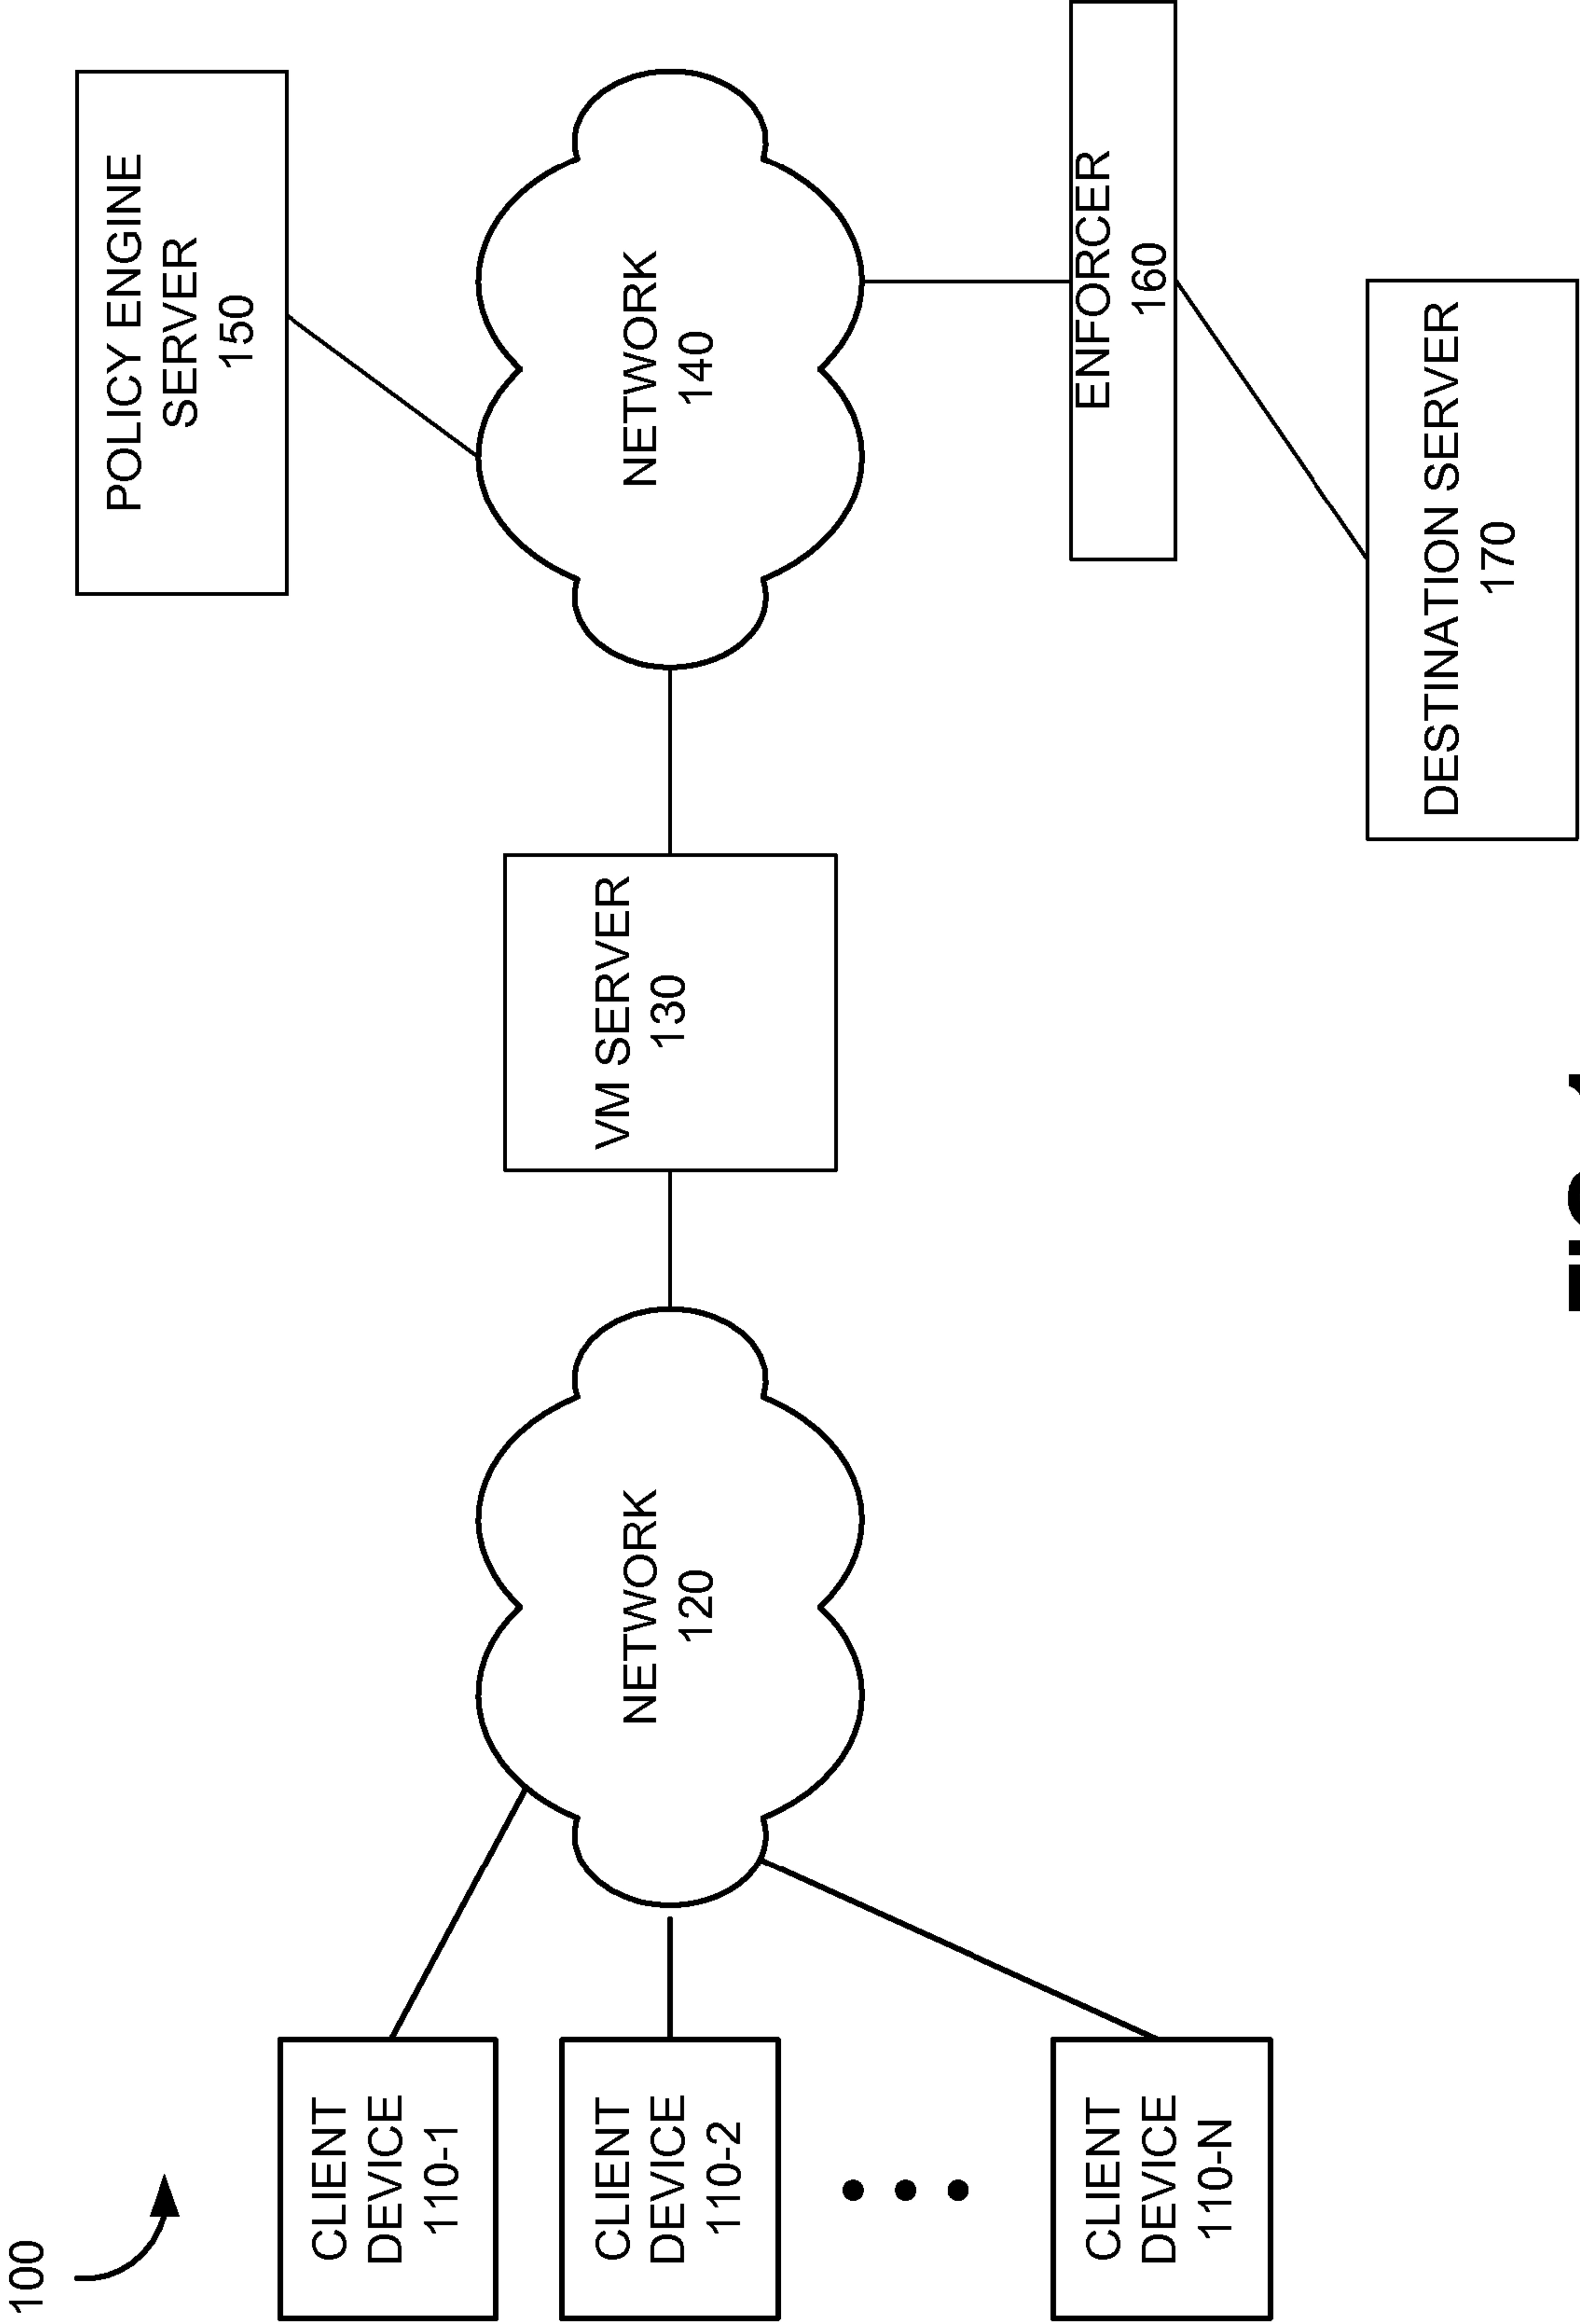 100
CLIENT
DEVICE
110-1
CLIENT
DEVICE
110-2
CLIENT
DEVICE
110-N
NETWORK
120
VM SERVER
130
NETWORK
140
POLICY ENGINE
SERVER
150
ENFORCER
160
DESTINATION SERVER
170